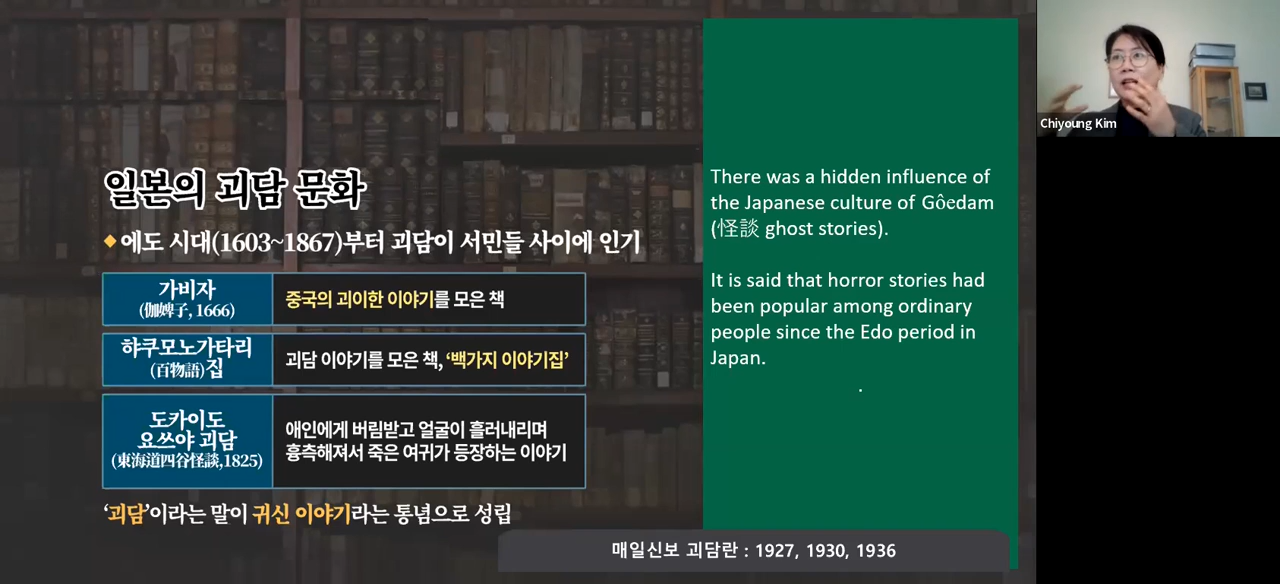 일본의 괴담 문화
◆에도 시대(1603~1867)부터 괴담이 서민들 사이에 인기
가비자
(伽婢子, 1666)
중국의 괴이한 이야기를 모은 책
햐쿠모노가타리
(百物語)집
괴담 이야기를 모은 책, ‘백가지 이야기집’
도카이도
요쓰야 괴담
(東海道四谷怪談,1825)
애인에게 버림받고 얼굴이 흘러내리며
흉측해져서 죽은 여귀가 등장하는 이야기
‘괴담’이라는 말이 귀신 이야기라는 통념으로 성립
There was a hidden influence of
the Japanese culture of Gôedam
(怪談 ghost stories).
It is said that horror stories had
been popular among ordinary
people since the Edo period in
Japan.
.
매일신보 괴담란 : 1927, 1930, 1936
Chiyoung Kim